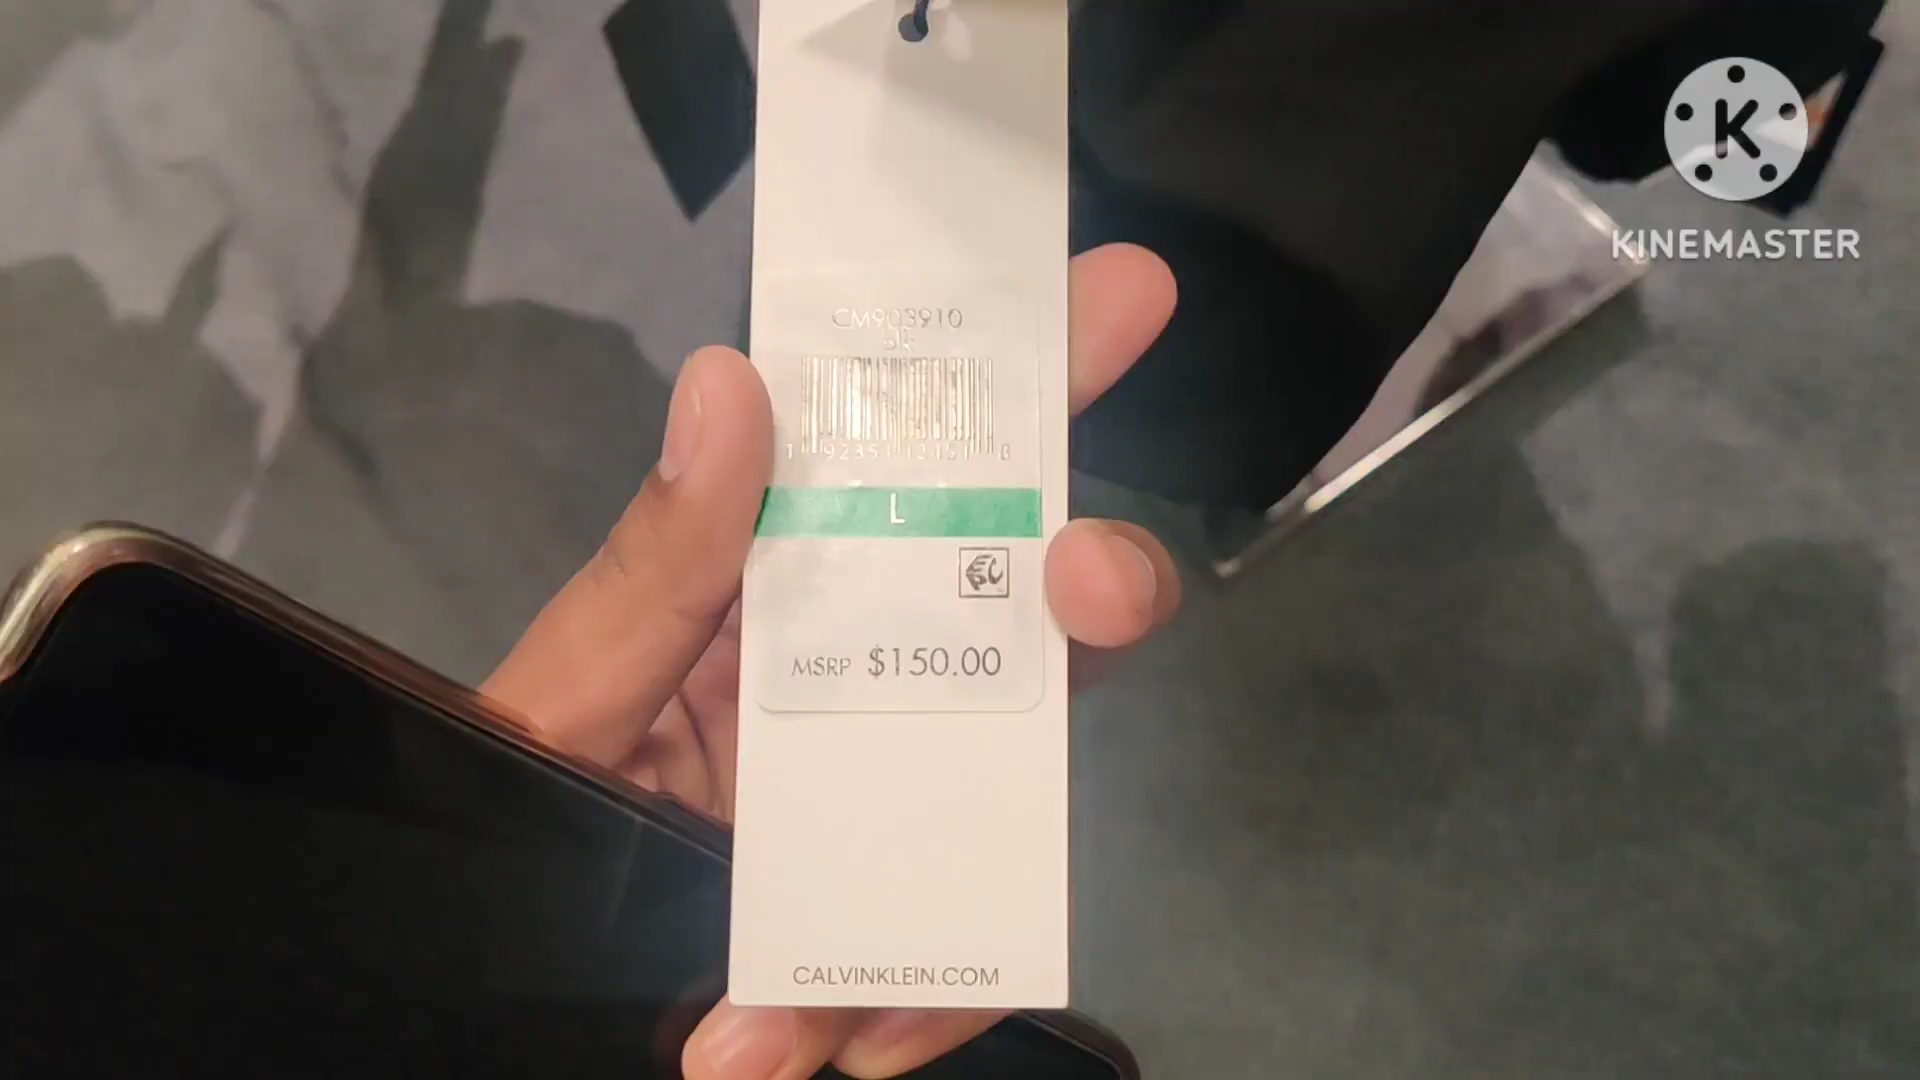 CM903910
L
MSRP $150.00
CALVINKLEIN.COM
K
KINEMASTER